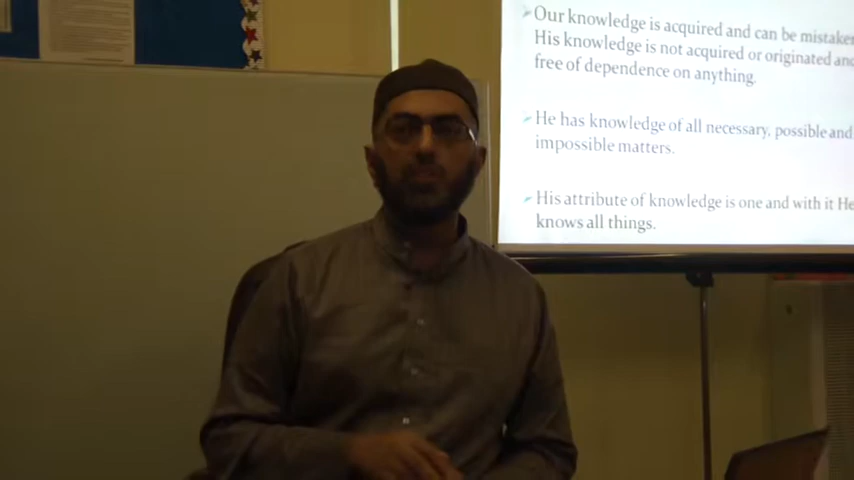 Our knowledge is acquired and can be mistaken
His knowledge is not acquired or originated and
free of dependence on anything.
He has knowledge of all necessary, possible and
impossible matters.
His attribute of knowledge is one and with it He
knows all things.